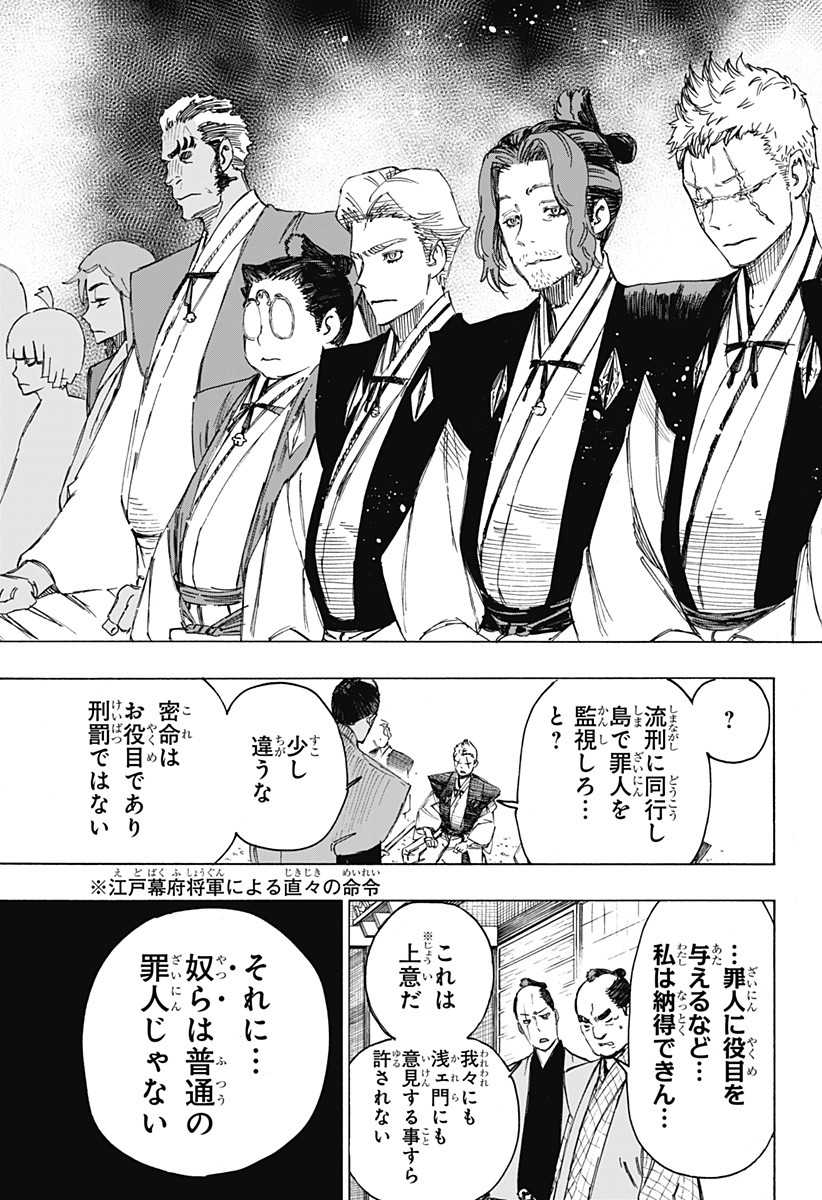 ?
流刑に同行し
島で罪人を
監視しろ…
と?
少し
違うな
密命は
お役目であり
刑罰ではない
※江戸幕府将軍による直々の命令
…罪人に役目を
与えるなど…
私は納得できん…
これは
※上意だ
我々にも
浅ェ門にも
意見する事すら
許されない
それに…
奴らは普通の
罪人じゃない